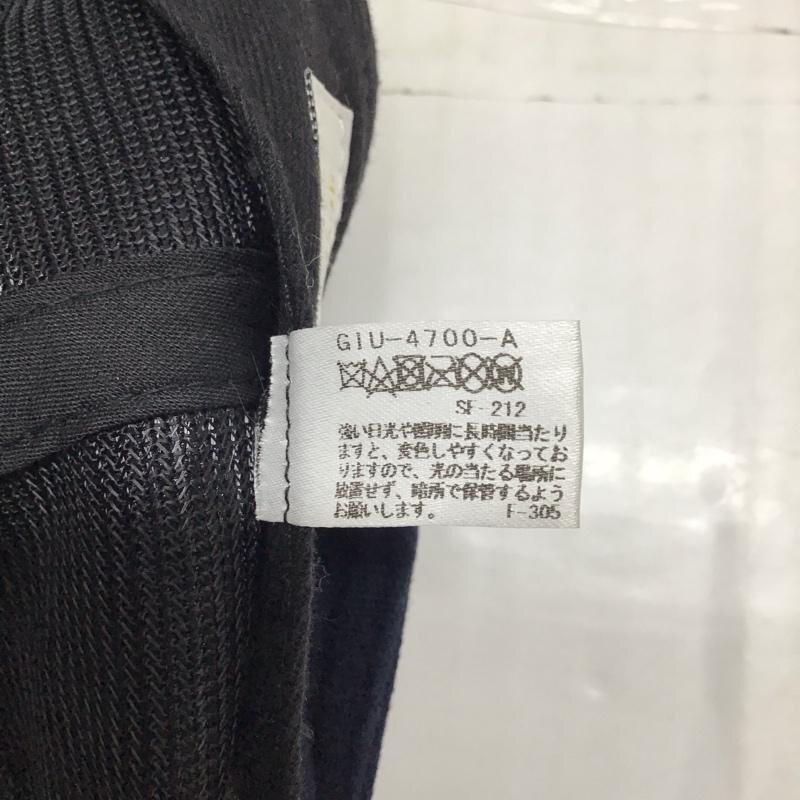 GIU-4700-A
SF-212
強い日光や照明に長時間当たり
ますと、変色しやすくなってお
りますので、光の当たる場所に
放置せず、暗所で保管するよう
お願いします。 F-305